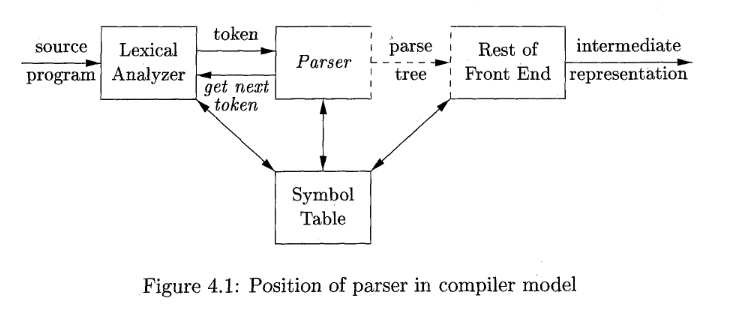 source
program
Lexical
Analyzer
token
get next
token
Parser
parse
tree
Rest of
Front End
intermediate
representation
Symbol
Table
Figure 4.1: Position of parser in compiler model